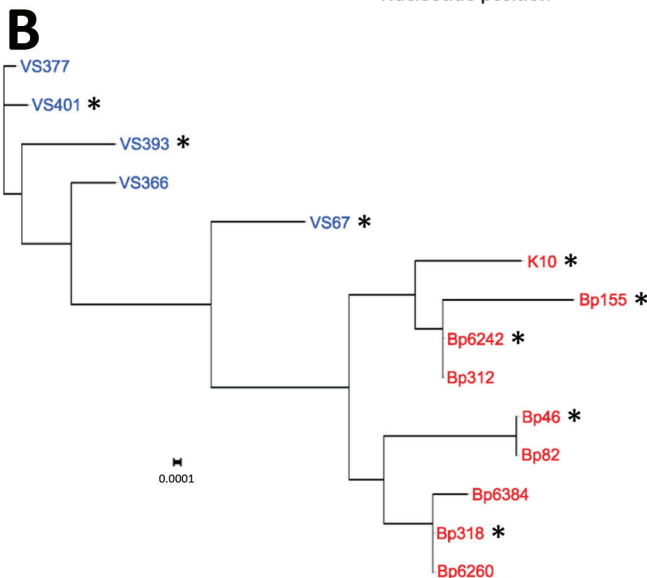 B
VS377
VS401 *
VS393 *
VS366
VS67 *
K10 *
Bp155 *
Bp6242 *
Bp312
Bp46 *
Bp82
0.0001
Bp6384
Bp318 *
Bp6260